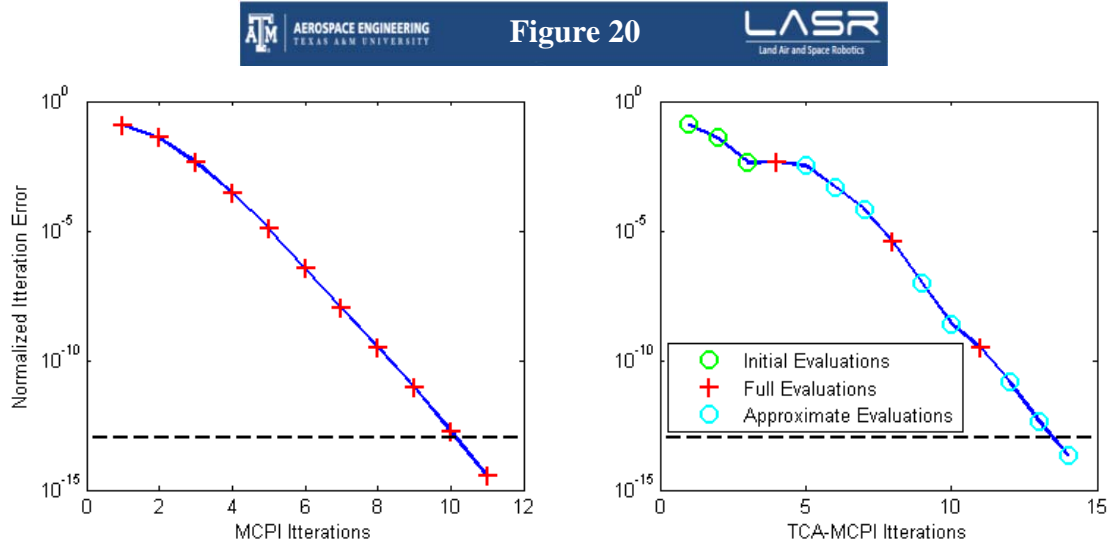 AEROSPACE ENGINEERING
TEXAS A&M UNIVERSITY
ATM
Figure 20
LASR
Land Air and Space Robotics
Normalized Itteration Error
10^0
10^-5
10^-10
10^-15
0 2 4 6 8 10 12
MCPI Itterations
10^0
10^-5
10^-10
10^-15
Initial Evaluations
Full Evaluations
Approximate Evaluations
0 5 10 15
TCA-MCPI Itterations